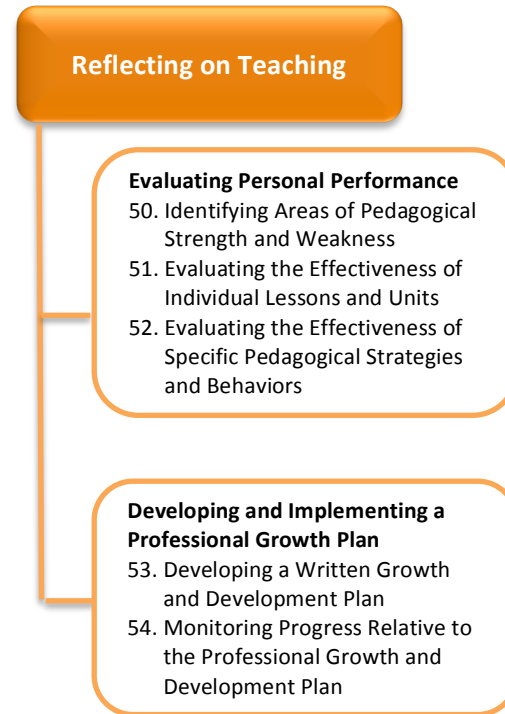 Reflecting on Teaching
Evaluating Personal Performance
50. Identifying Areas of Pedagogical
Strength and Weakness
51. Evaluating the Effectiveness of
Individual Lessons and Units
52. Evaluating the Effectiveness of
Specific Pedagogical Strategies
and Behaviors
Developing and Implementing a
Professional Growth Plan
53. Developing a Written Growth
and Development Plan
54. Monitoring Progress Relative to
the Professional Growth and
Development Plan